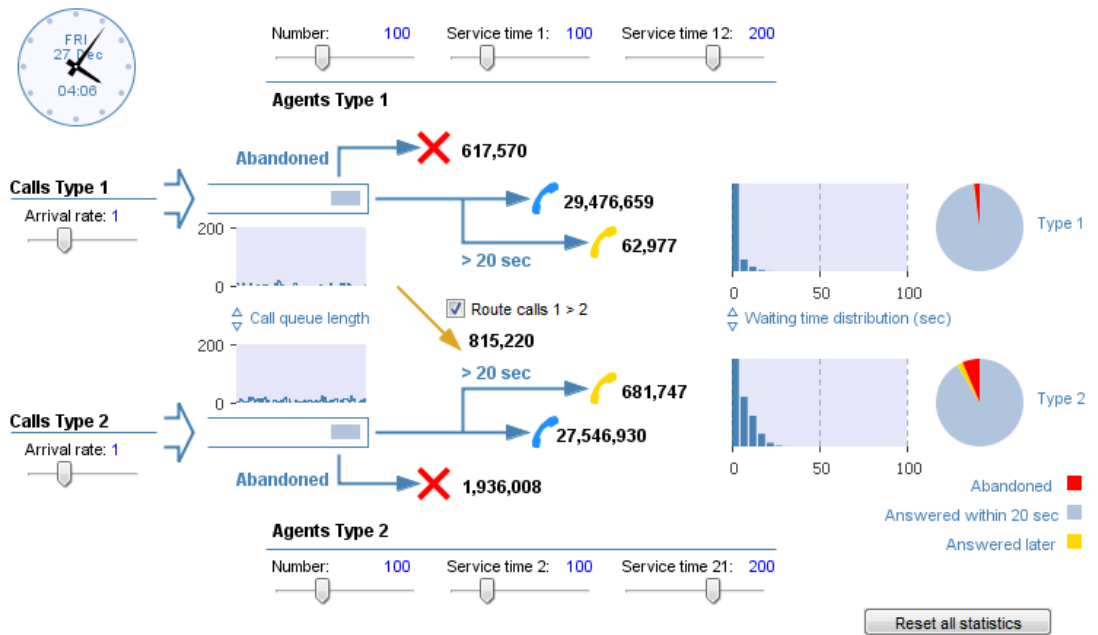 FRI
27 Dec
04:06
Number: 100 Service time 1: 100 Service time 12: 200
Agents Type 1
Abandoned
617,570
Calls Type 1
Arrival rate: 1
29,476,659
62,977
> 20 sec
200
0
Call queue length
Route calls 1 > 2
815,220
0 50 100
Waiting time distribution (sec)
Type 1
200
0
> 20 sec
681,747
Calls Type 2
Arrival rate: 1
27,546,930
Abandoned
1,936,008
0 50 100
Type 2
Abandoned
Answered within 20 sec
Answered later
Agents Type 2
Number: 100 Service time 2: 100 Service time 21: 200
Reset all statistics